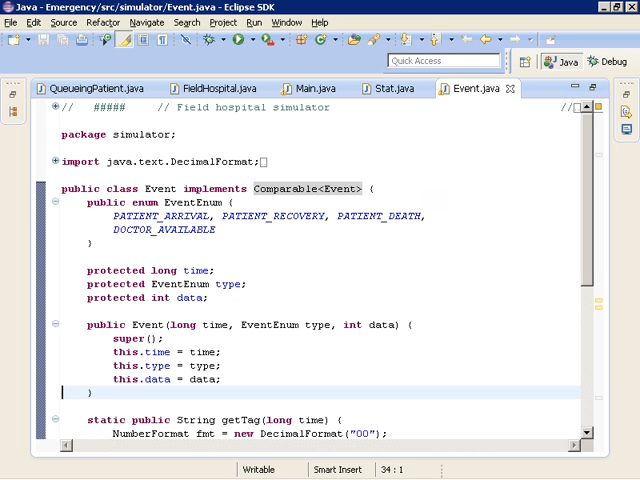 Java - Emergency/src/simulator/Event.java - Eclipse SDK
File Edit Source Refactor Navigate Search Project Run Window Help
Quick Access
Java Debug
QueueingPatient.java FieldHospital.java Main.java Stat.java Event.java
// ##### // Field hospital simulator //
package simulator;
import java.text.DecimalFormat;
public class Event implements Comparable<Event> {
public enum EventEnum {
PATIENT_ARRIVAL, PATIENT_RECOVERY, PATIENT_DEATH,
DOCTOR_AVAILABLE
}
protected long time;
protected EventEnum type;
protected int data;
public Event(long time, EventEnum type, int data) {
super();
this.time = time;
this.type = type;
this.data = data;
}
static public String getTag(long time) {
NumberFormat fmt = new DecimalFormat("00");
Writable Smart Insert 34 : 1